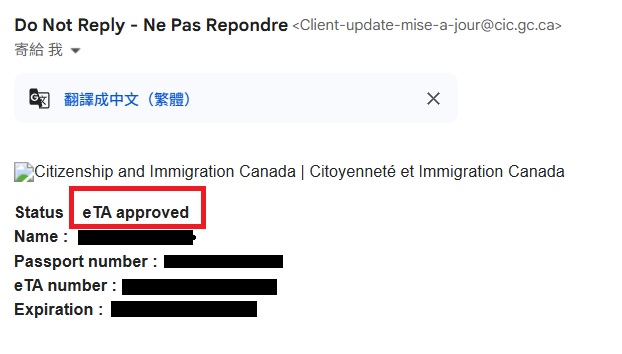 Do Not Reply - Ne Pas Repondre <Client-update-mise-a-jour@cic.gc.ca>
寄給 我
翻譯成中文（繁體）
Citizenship and Immigration Canada | Citoyenneté et Immigration Canada
Status eTA approved
Name :
Passport number :
eTA number :
Expiration :